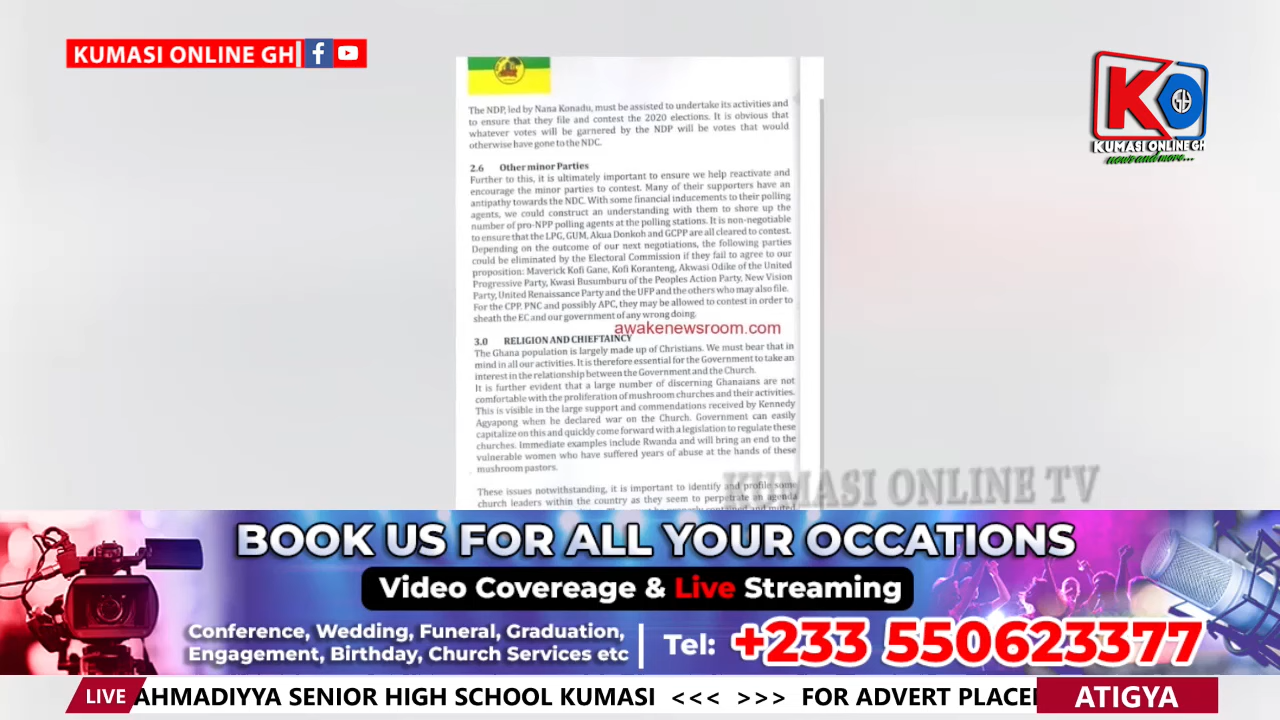 KUMASI ONLINE GH
KO
GH
KUMASI ONLINE GH
news and more...
The NDP, led by Nana Konadu, must be assisted to undertake its activities and
to ensure that they file and contest the 2020 elections. It is obvious that
whatever votes will be garnered by the NDP will be votes that would
otherwise have gone to the NDC.
2.6 Other minor Parties
Further to this, it is ultimately important to ensure we help reactivate and
encourage the minor parties to contest. Many of their supporters have an
antipathy towards the NDC. With some financial inducements to their polling
agents, we could construct an understanding with them to shore up the
number of pro-NPP polling agents at the polling stations. It is non-negotiable
to ensure that the LPG, GUM, Akua Donkoh and GCPP are all cleared to contest.
Depending on the outcome of our next negotiations, the following parties
could be eliminated by the Electoral Commission if they fail to agree to our
proposition: Maverick Kofi Gane, Kofi Koranteng, Akwasi Odike of the United
Progressive Party, Kwasi Busumburu of the Peoples Action Party, New Vision
Party, United Renaissance Party and the UFP and the others who may also file.
For the CPP, PNC and possibly APC, they may be allowed to contest in order to
sheath the EC and our government of any wrong doing.
awakenewsroom.com
3.0 RELIGION AND CHIEFTAINCY
The Ghana population is largely made up of Christians. We must bear that in
mind in all our activities. It is therefore essential for the Government to take an
interest in the relationship between the Government and the Church.
It is further evident that a large number of discerning Ghanaians are not
comfortable with the proliferation of mushroom churches and their activities.
This is visible in the large support and commendations received by Kennedy
Agyapong when he declared war on the Church. Government can easily
capitalize on this and quickly come forward with a legislation to regulate these
churches. Immediate examples include Rwanda and will bring an end to the
vulnerable women who have suffered years of abuse at the hands of these
mushroom pastors.
These issues notwithstanding, it is important to identify and profile some
church leaders within the country as they seem to perpetrate an agenda
KUMASI ONLINE TV
BOOK US FOR ALL YOUR OCCATIONS
Video Covereage & Live Streaming
Conference, Wedding, Funeral, Graduation,
Engagement, Birthday, Church Services etc
Tel: +233 550623377
LIVE AHMADIYYA SENIOR HIGH SCHOOL KUMASI <<< >>> FOR ADVERT PLACE
ATIGYA